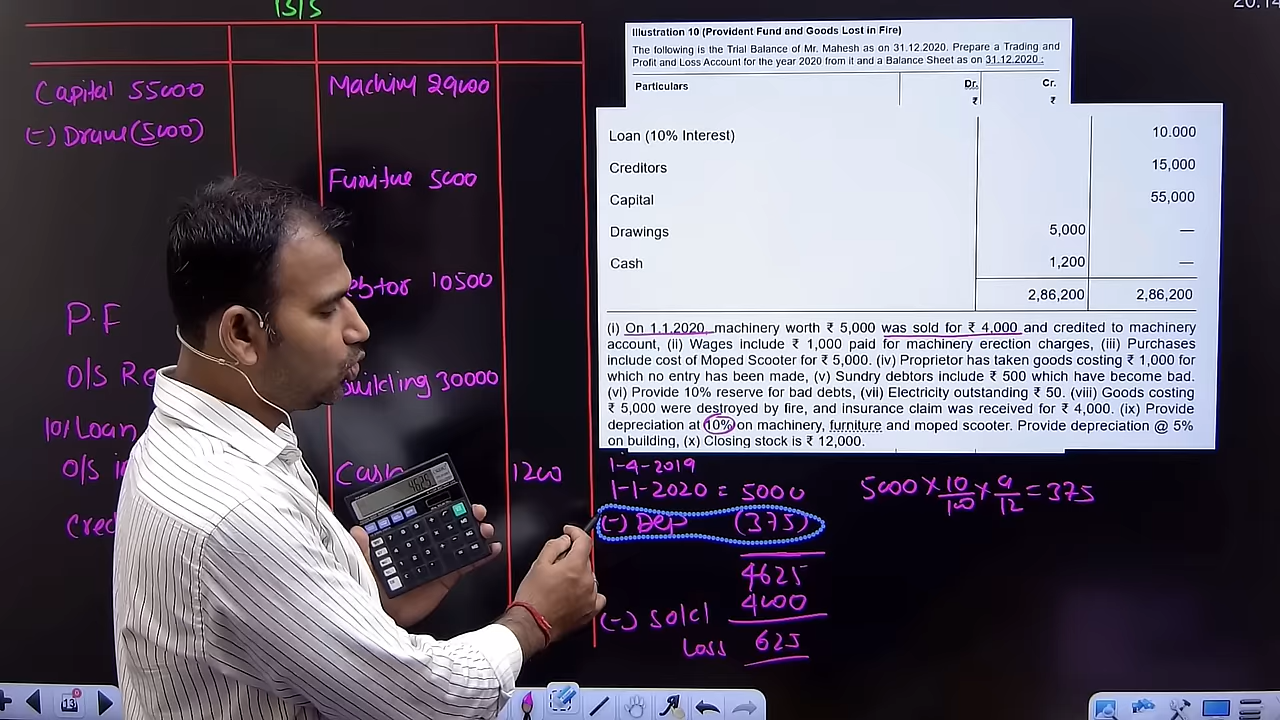 B/S
20:14
Capital 55000
(-) Draw (5000)
P.F
O/S Re
10/Loan
O/S in
Cred
Machiny 29000
Furnitue 5000
ebtor 10500
Building 30000
Cash 1200
4625
Illustration 10 (Provident Fund and Goods Lost in Fire)
The following is the Trial Balance of Mr. Mahesh as on 31.12.2020. Prepare a Trading and
Profit and Loss Account for the year 2020 from it and a Balance Sheet as on 31.12.2020 :
Particulars Dr. Cr.
₹ ₹
Loan (10% Interest) 10.000
Creditors 15,000
Capital 55,000
Drawings 5,000 —
Cash 1,200 —
2,86,200 2,86,200
(i) On 1.1.2020, machinery worth ₹ 5,000 was sold for ₹ 4,000 and credited to machinery
account, (ii) Wages include ₹ 1,000 paid for machinery erection charges, (iii) Purchases
include cost of Moped Scooter for ₹ 5,000. (iv) Proprietor has taken goods costing ₹ 1,000 for
which no entry has been made, (v) Sundry debtors include ₹ 500 which have become bad.
(vi) Provide 10% reserve for bad debts, (vii) Electricity outstanding ₹ 50. (viii) Goods costing
₹ 5,000 were destroyed by fire, and insurance claim was received for ₹ 4,000. (ix) Provide
depreciation at 10% on machinery, furniture and moped scooter. Provide depreciation @ 5%
on building, (x) Closing stock is ₹ 12,000.
1-4-2019
1-1-2020 = 5000
(-) Dep (375)
4625
(-) Sold 4000
Loss 625
5000 × 10/100 × 9/12 = 375
13